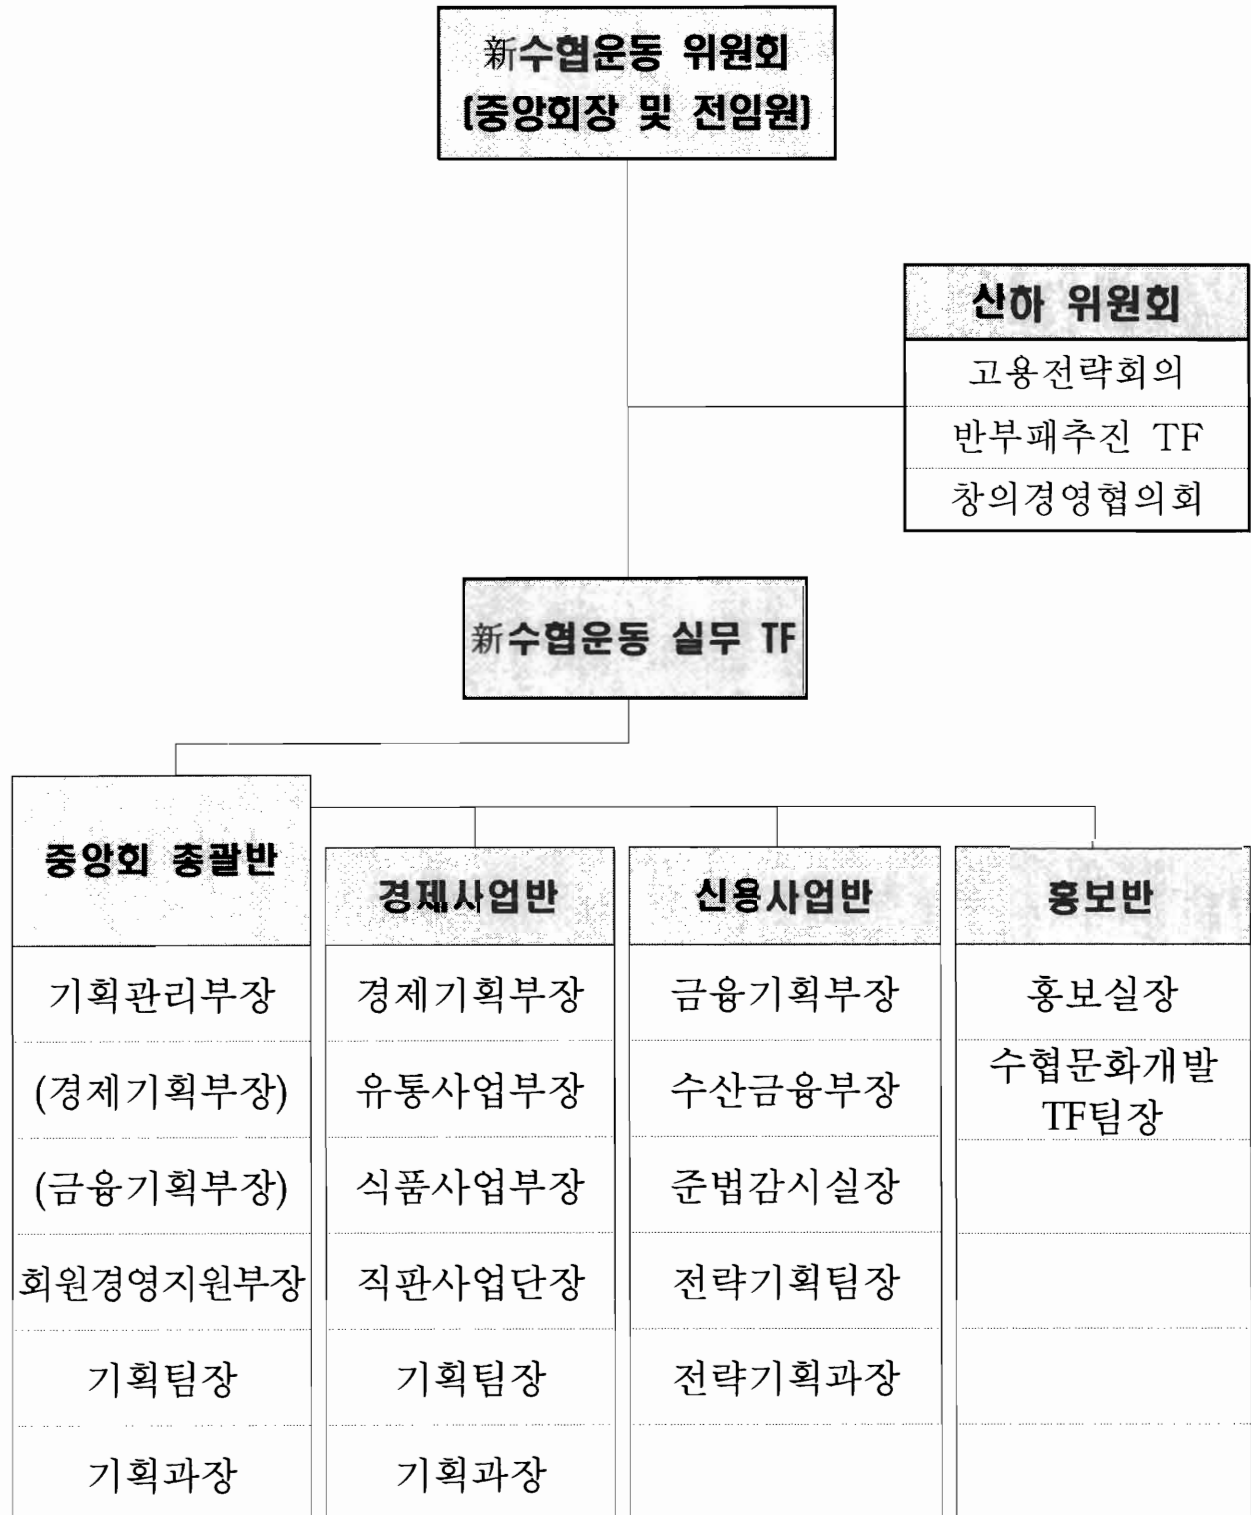 新수협운동 위원회
(중앙회장 및 전임원)
산하 위원회
고용전략회의
반부패추진 TF
창의경영협의회
新수협운동 실무 TF
중앙회 총괄반
기획관리부장
(경제기획부장)
(금융기획부장)
회원경영지원부장
기획팀장
기획과장
경제사업반
경제기획부장
유통사업부장
식품사업부장
직판사업단장
기획팀장
기획과장
신용사업반
금융기획부장
수산금융부장
준법감시실장
전략기획팀장
전략기획과장
홍보반
홍보실장
수협문화개발
TF팀장